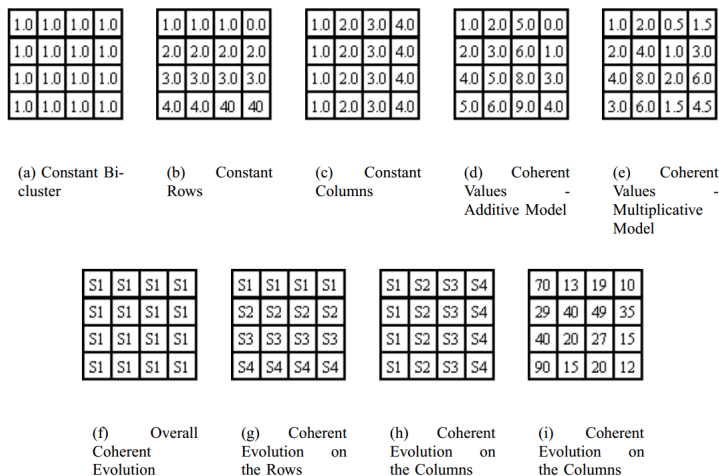 1.0 1.0 1.0 1.0 1.0 1.0 1.0 0.0 1.0 2.0 3.0 4.0 1.0 2.0 5.0 0.0 1.0 2.0 0.5 1.5
1.0 1.0 1.0 1.0 2.0 2.0 2.0 2.0 1.0 2.0 3.0 4.0 2.0 3.0 6.0 1.0 2.0 4.0 1.0 3.0
1.0 1.0 1.0 1.0 3.0 3.0 3.0 3.0 1.0 2.0 3.0 4.0 4.0 5.0 8.0 3.0 4.0 8.0 2.0 6.0
1.0 1.0 1.0 1.0 4.0 4.0 40 40 1.0 2.0 3.0 4.0 5.0 6.0 9.0 4.0 3.0 6.0 1.5 4.5
(a) Constant Bi-
cluster
(b) Constant
Rows
(c) Constant
Columns
(d) Coherent
Values -
Additive Model
(e) Coherent
Values -
Multiplicative
Model
S1 S1 S1 S1 S1 S1 S1 S1 S1 S2 S3 S4 70 13 19 10
S1 S1 S1 S1 S2 S2 S2 S2 S1 S2 S3 S4 29 40 49 35
S1 S1 S1 S1 S3 S3 S3 S3 S1 S2 S3 S4 40 20 27 15
S1 S1 S1 S1 S4 S4 S4 S4 S1 S2 S3 S4 90 15 20 12
(f) Overall
Coherent
Evolution
(g) Coherent
Evolution on
the Rows
(h) Coherent
Evolution on
the Columns
(i) Coherent
Evolution on
the Columns